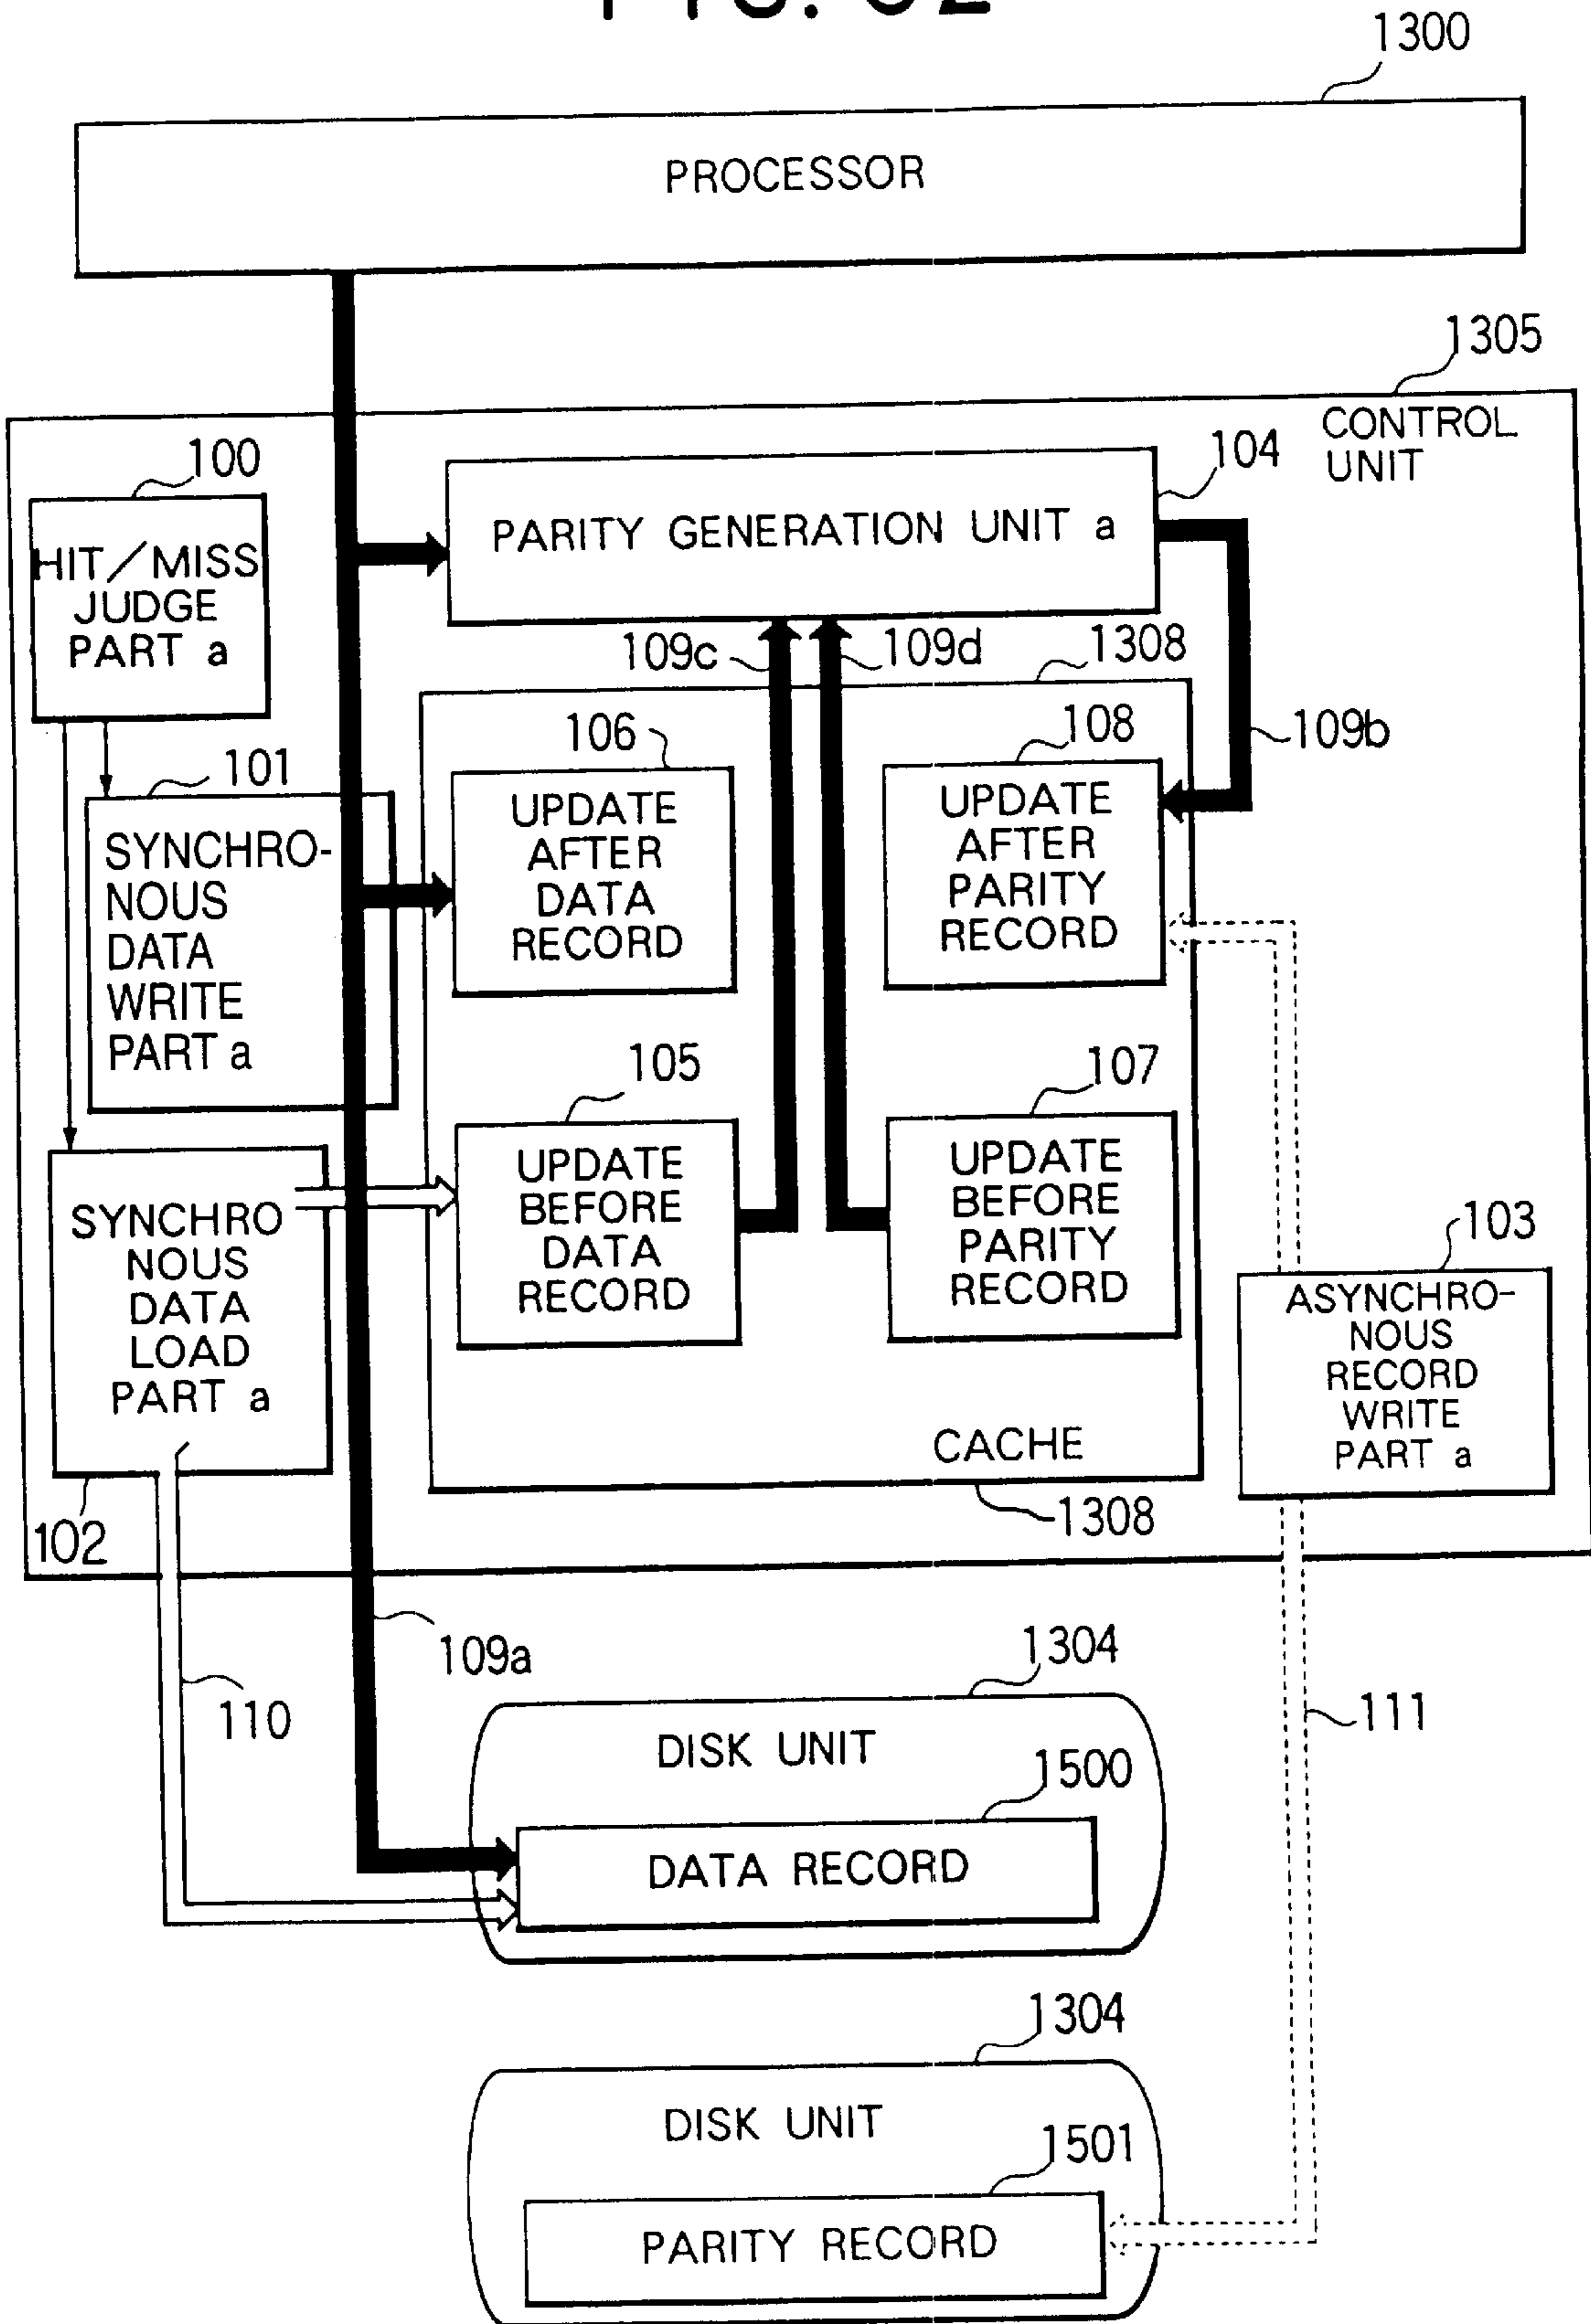 1300
PROCESSOR
1305
CONTROL
UNIT
100
HIT/MISS
JUDGE
PART a
104
PARITY GENERATION UNIT a
109c
109d
1308
109b
101
SYNCHRO-
NOUS
DATA
WRITE
PART a
106
UPDATE
AFTER
DATA
RECORD
108
UPDATE
AFTER
PARITY
RECORD
105
UPDATE
BEFORE
DATA
RECORD
107
UPDATE
BEFORE
PARITY
RECORD
SYNCHRO
NOUS
DATA
LOAD
PART a
102
103
ASYNCHRO-
NOUS
RECORD
WRITE
PART a
CACHE
1308
109a
110
111
1304
DISK UNIT
1500
DATA RECORD
1304
DISK UNIT
1501
PARITY RECORD